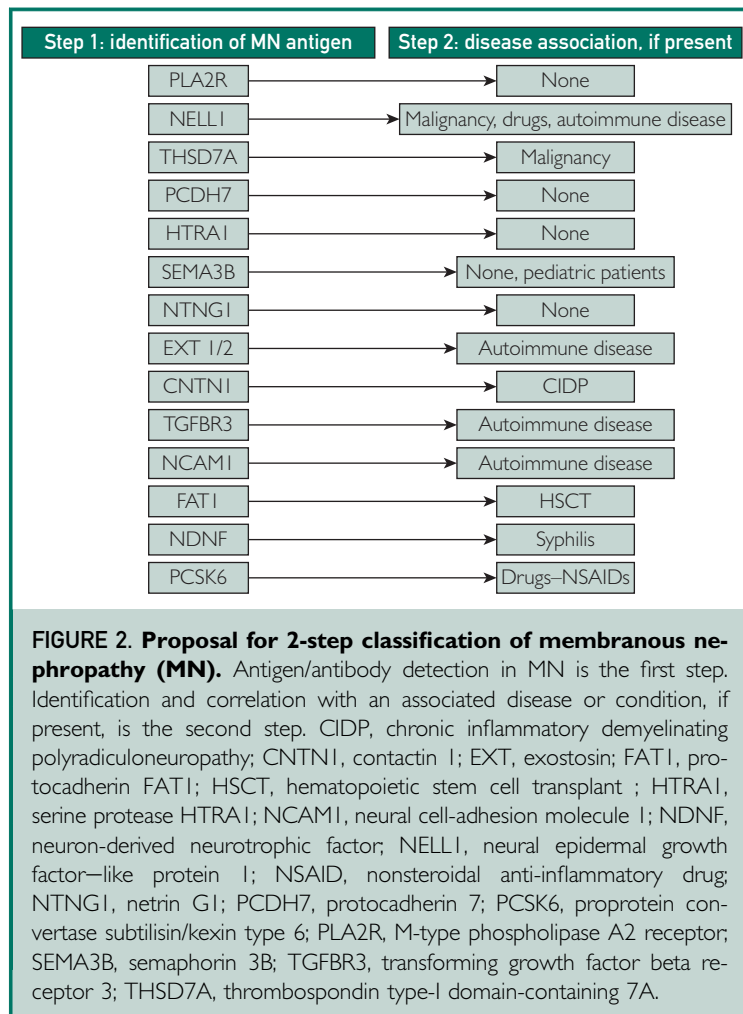 Step 1: identification of MN antigen Step 2: disease association, if present
PLA2R None
NELL1 Malignancy, drugs, autoimmune disease
THSD7A Malignancy
PCDH7 None
HTRA1 None
SEMA3B None, pediatric patients
NTNG1 None
EXT 1/2 Autoimmune disease
CNTN1 CIDP
TGFBR3 Autoimmune disease
NCAM1 Autoimmune disease
FAT1 HSCT
NDNF Syphilis
PCSK6 Drugs–NSAIDs
FIGURE 2. Proposal for 2-step classification of membranous ne-
phropathy (MN). Antigen/antibody detection in MN is the first step.
Identification and correlation with an associated disease or condition, if
present, is the second step. CIDP, chronic inflammatory demyelinating
polyradiculoneuropathy; CNTN1, contactin 1; EXT, exostosin; FAT1, pro-
tocadherin FAT1; HSCT, hematopoietic stem cell transplant ; HTRA1,
serine protease HTRA1; NCAM1, neural cell-adhesion molecule 1; NDNF,
neuron-derived neurotrophic factor; NELL1, neural epidermal growth
factor–like protein 1; NSAID, nonsteroidal anti-inflammatory drug;
NTNG1, netrin G1; PCDH7, protocadherin 7; PCSK6, proprotein con-
vertase subtilisin/kexin type 6; PLA2R, M-type phospholipase A2 receptor;
SEMA3B, semaphorin 3B; TGFBR3, transforming growth factor beta re-
ceptor 3; THSD7A, thrombospondin type-I domain-containing 7A.